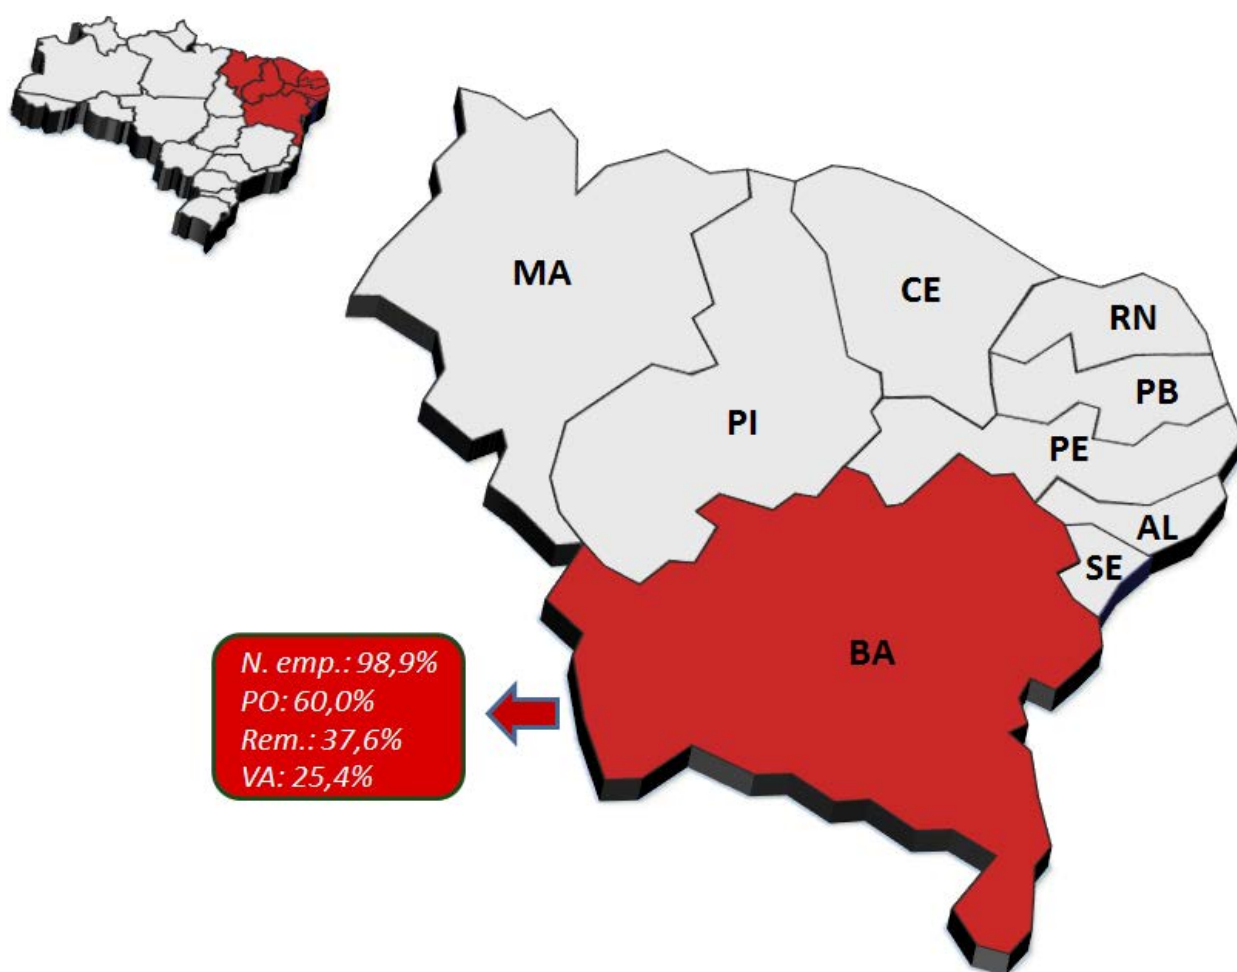 MA
CE
RN
PB
PI
PE
AL
SE
BA
N. emp.: 98,9%
PO: 60,0%
Rem.: 37,6%
VA: 25,4%